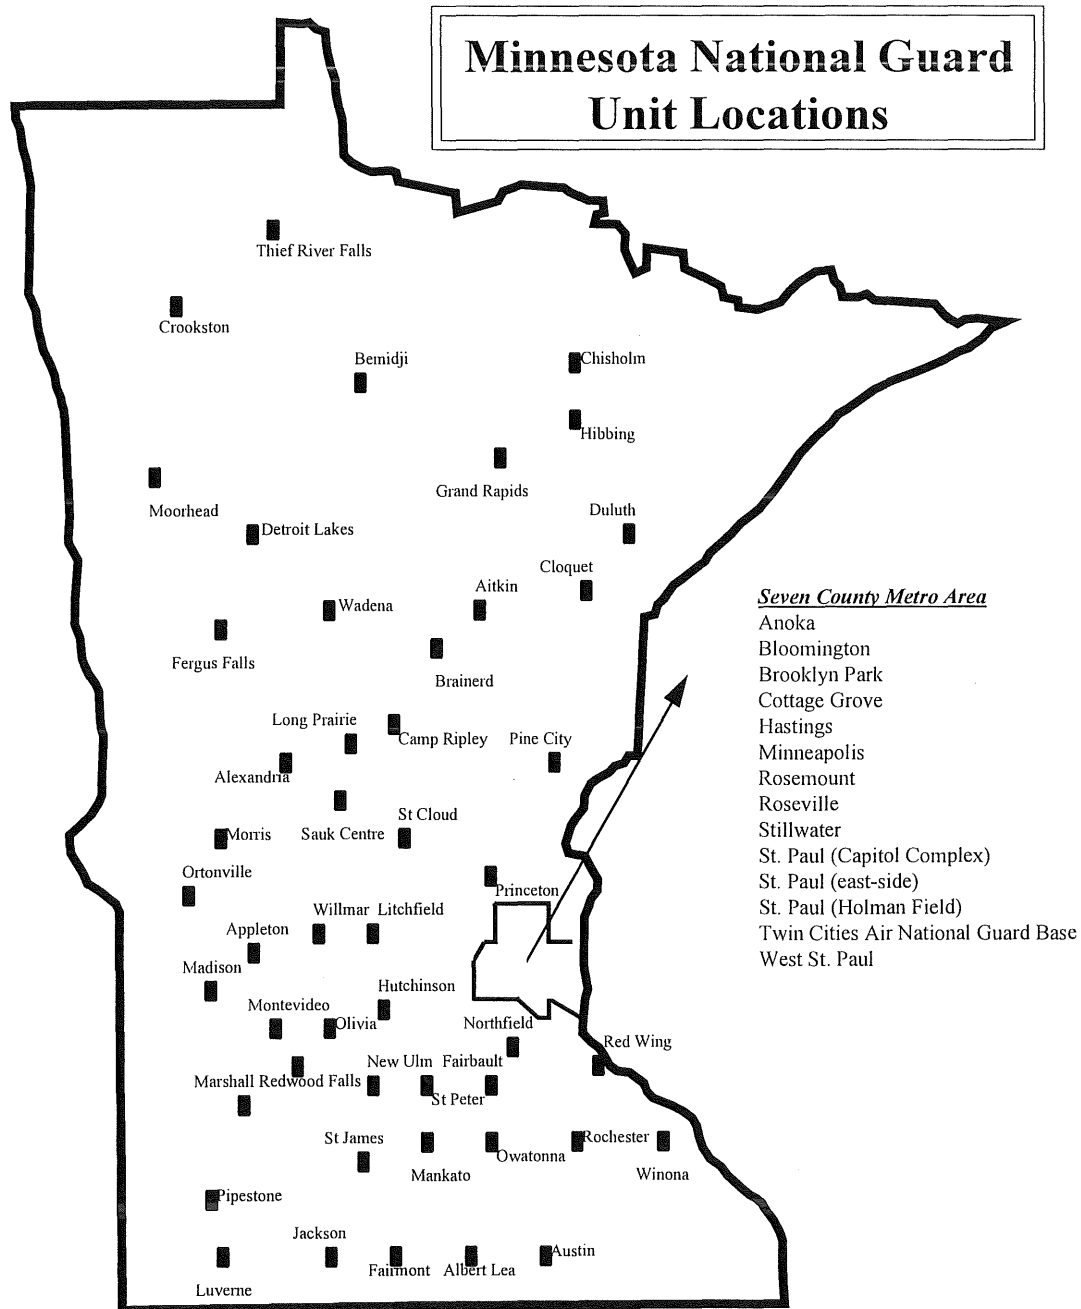 Minnesota National Guard
Unit Locations
Thief River Falls
Crookston
Bemidji
Chisholm
Hibbing
Grand Rapids
Moorhead
Duluth
Detroit Lakes
Cloquet
Aitkin
Wadena
Fergus Falls
Brainerd
Long Prairie
Camp Ripley
Pine City
Alexandria
St Cloud
Morris
Sauk Centre
Ortonville
Princeton
Willmar
Litchfield
Appleton
Madison
Hutchinson
Montevideo
Olivia
Northfield
Red Wing
New Ulm
Fairbault
Marshall
Redwood Falls
St Peter
St James
Rochester
Owatonna
Mankato
Winona
Pipestone
Jackson
Austin
Fairmont
Albert Lea
Luverne
Seven County Metro Area
Anoka
Bloomington
Brooklyn Park
Cottage Grove
Hastings
Minneapolis
Rosemount
Roseville
Stillwater
St. Paul (Capitol Complex)
St. Paul (east-side)
St. Paul (Holman Field)
Twin Cities Air National Guard Base
West St. Paul